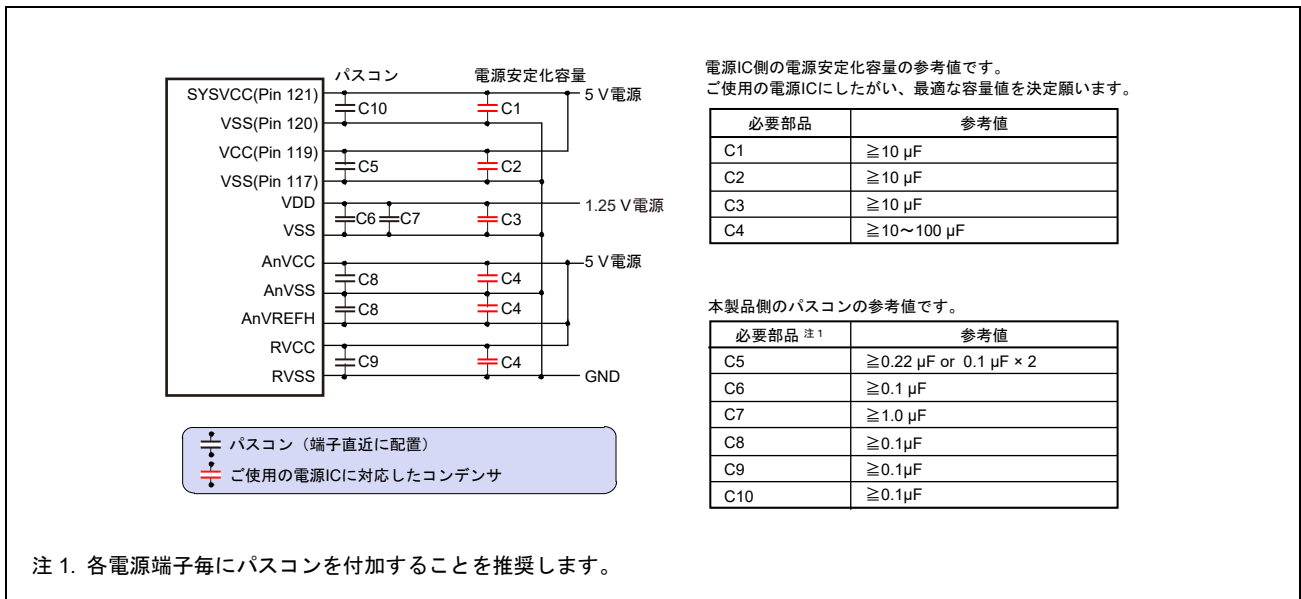 パスコン
電源安定化容量
SYSVCC(Pin 121)
C10
C1
5 V電源
VSS(Pin 120)
VCC(Pin 119)
C5
C2
VSS(Pin 117)
VDD
1.25 V電源
C6
C7
C3
VSS
AnVCC
5 V電源
C8
C4
AnVSS
C8
C4
AnVREFH
RVCC
C9
C4
RVSS
GND
パスコン（端子直近に配置）
ご使用の電源ICに対応したコンデンサ
電源IC側の電源安定化容量の参考値です。
ご使用の電源ICにしたがい、最適な容量値を決定願います。
必要部品 参考値
C1 ≧10 μF
C2 ≧10 μF
C3 ≧10 μF
C4 ≧10～100 μF
本製品側のパスコンの参考値です。
必要部品 注1 参考値
C5 ≧0.22 μF or 0.1 μF × 2
C6 ≧0.1 μF
C7 ≧1.0 μF
C8 ≧0.1μF
C9 ≧0.1μF
C10 ≧0.1μF
注 1. 各電源端子毎にパスコンを付加することを推奨します。